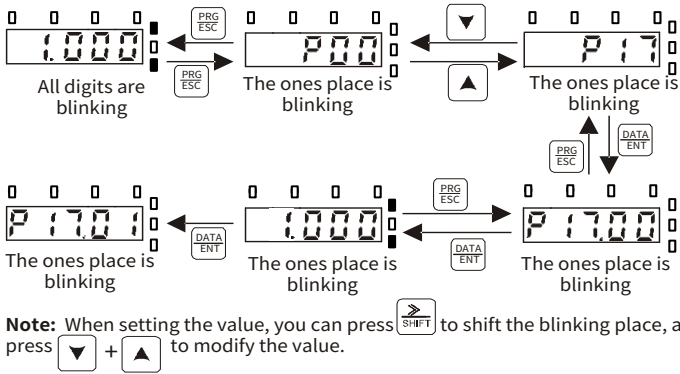 PRG
ESC
1.000
P00
P17
PRG
ESC
All digits are
blinking
The ones place is
blinking
The ones place is
blinking
PRG
ESC
DATA
ENT
PRG
ESC
P17.01
1.000
P17.00
DATA
ENT
DATA
ENT
The ones place is
blinking
The ones place is
blinking
The ones place is
blinking
Note: When setting the value, you can press SHIFT to shift the blinking place, a
press + to modify the value.